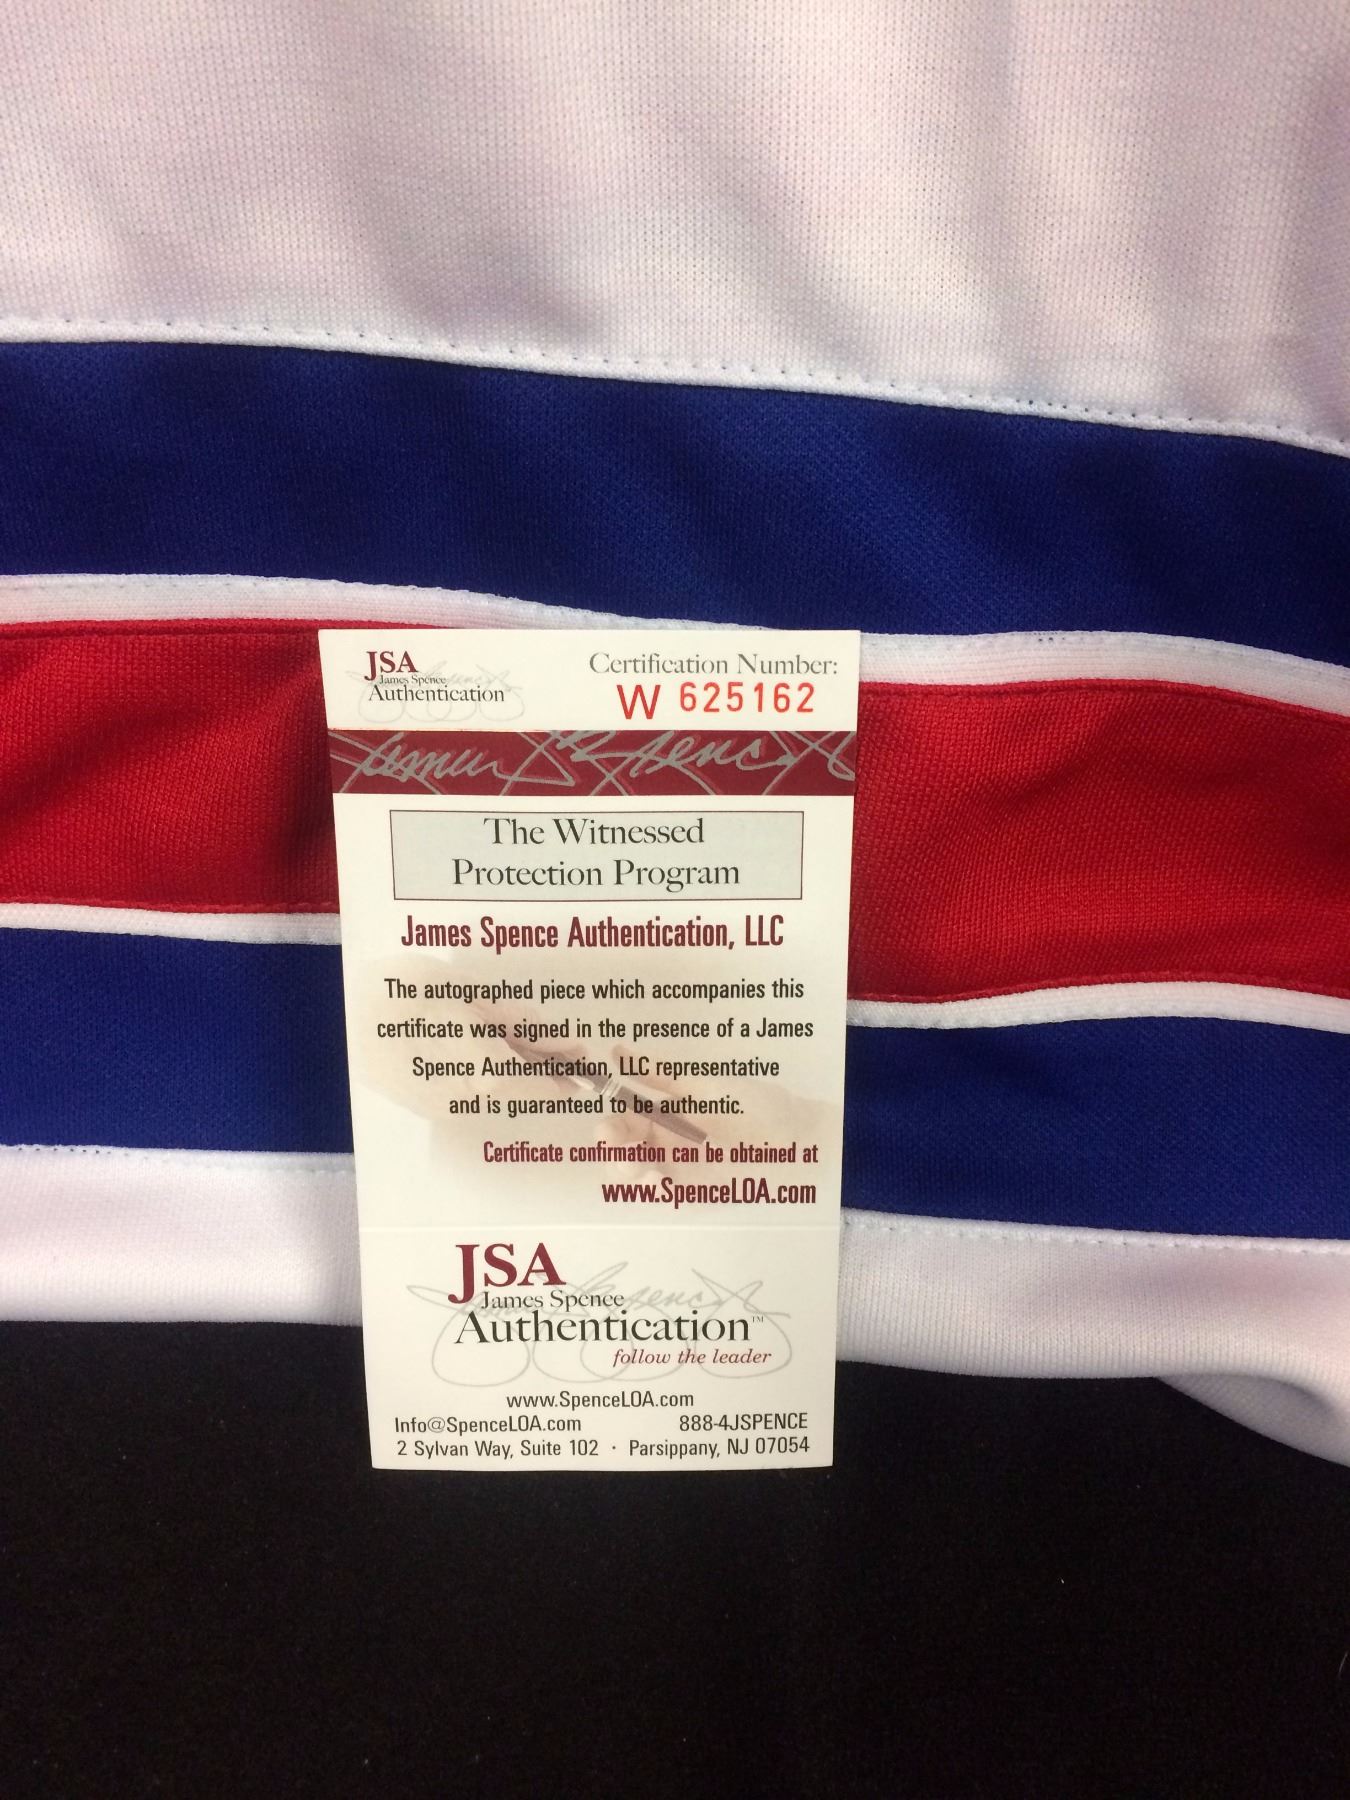 JSA
James Spence
Authentication
Certification Number:
W 625162
James Spence
The Witnessed
Protection Program
James Spence Authentication, LLC
The autographed piece which accompanies this
certificate was signed in the presence of a James
Spence Authentication, LLC representative
and is guaranteed to be authentic.
Certificate confirmation can be obtained at
www.SpenceLOA.com
JSA
James Spence
Authentication™
follow the leader
www.SpenceLOA.com
Info@SpenceLOA.com 888-4JSPENCE
2 Sylvan Way, Suite 102 · Parsippany, NJ 07054